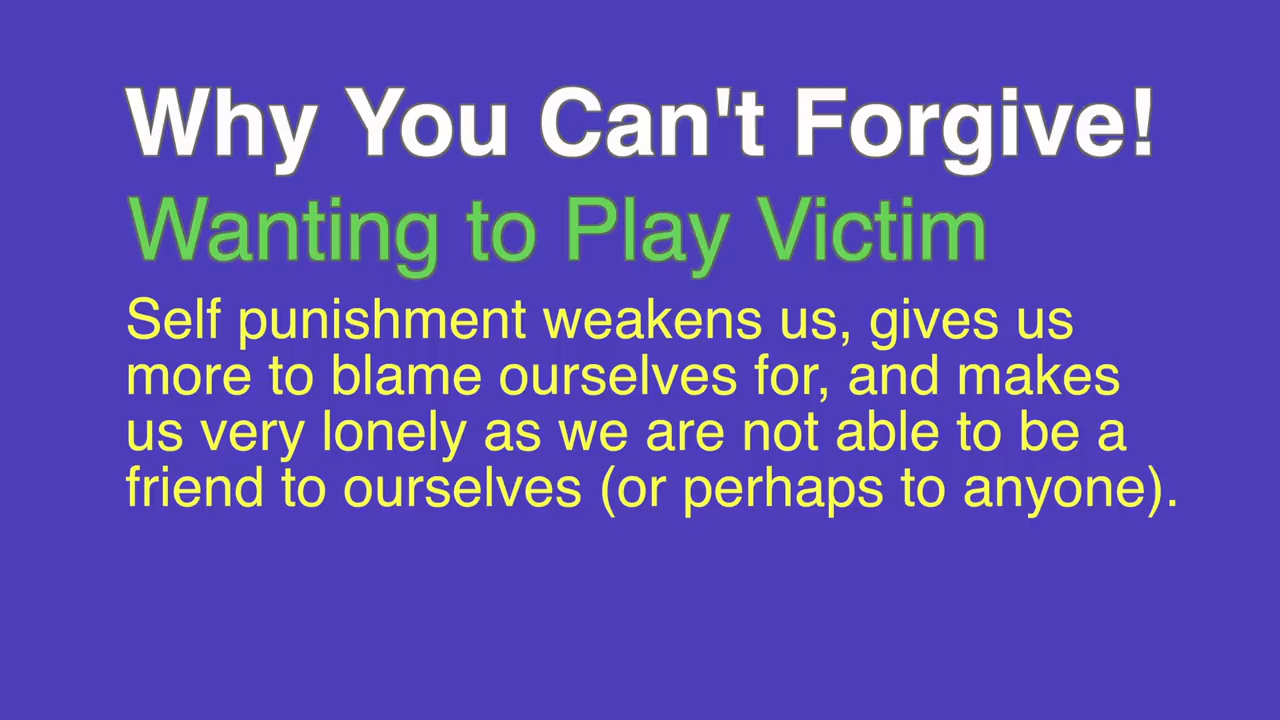 Why You Can't Forgive!
Wanting to Play Victim
Self punishment weakens us, gives us
more to blame ourselves for, and makes
us very lonely as we are not able to be a
friend to ourselves (or perhaps to anyone).